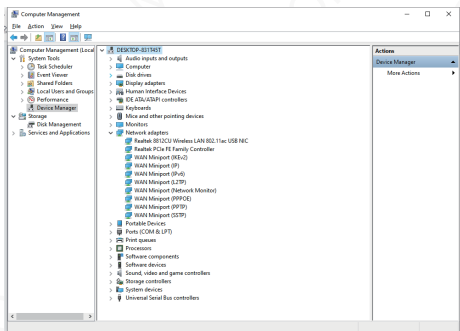 Computer Management
File Action View Help
Computer Management (Local
System Tools
Task Scheduler
Event Viewer
Shared Folders
Local Users and Groups
Performance
Device Manager
Storage
Disk Management
Services and Applications
Audio inputs and outputs
Computer
Disk drives
Display adapters
Human Interface Devices
IDE ATA/ATAPI controllers
Keyboards
Mice and other pointing devices
Monitors
Network adapters
Realtek 8812CU Wireless LAN 802.11ac USB NIC
Realtek PCIe FE Family Controller
WAN Miniport (IKEv2)
WAN Miniport (IP)
WAN Miniport (IPv6)
WAN Miniport (L2TP)
WAN Miniport (Network Monitor)
WAN Miniport (PPPOE)
WAN Miniport (PPTP)
WAN Miniport (SSTP)
Portable Devices
Ports (COM & LPT)
Print queues
Processors
Software components
Software devices
Sound, video and game controllers
Storage controllers
System devices
Universal Serial Bus controllers
Actions
Device Manager
More Actions